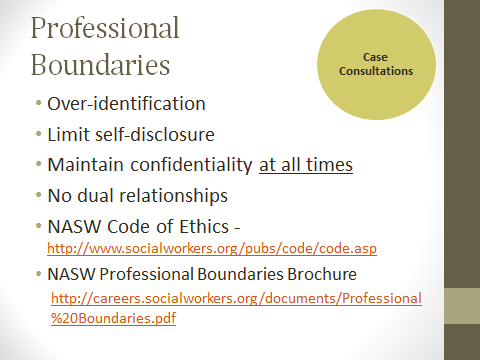 Professional
Boundaries
Case
Consultations
• Over-identification
• Limit self-disclosure
• Maintain confidentiality at all times
• No dual relationships
• NASW Code of Ethics -
http://www.socialworkers.org/pubs/code/code.asp
• NASW Professional Boundaries Brochure
http://careers.socialworkers.org/documents/Professional
%20Boundaries.pdf